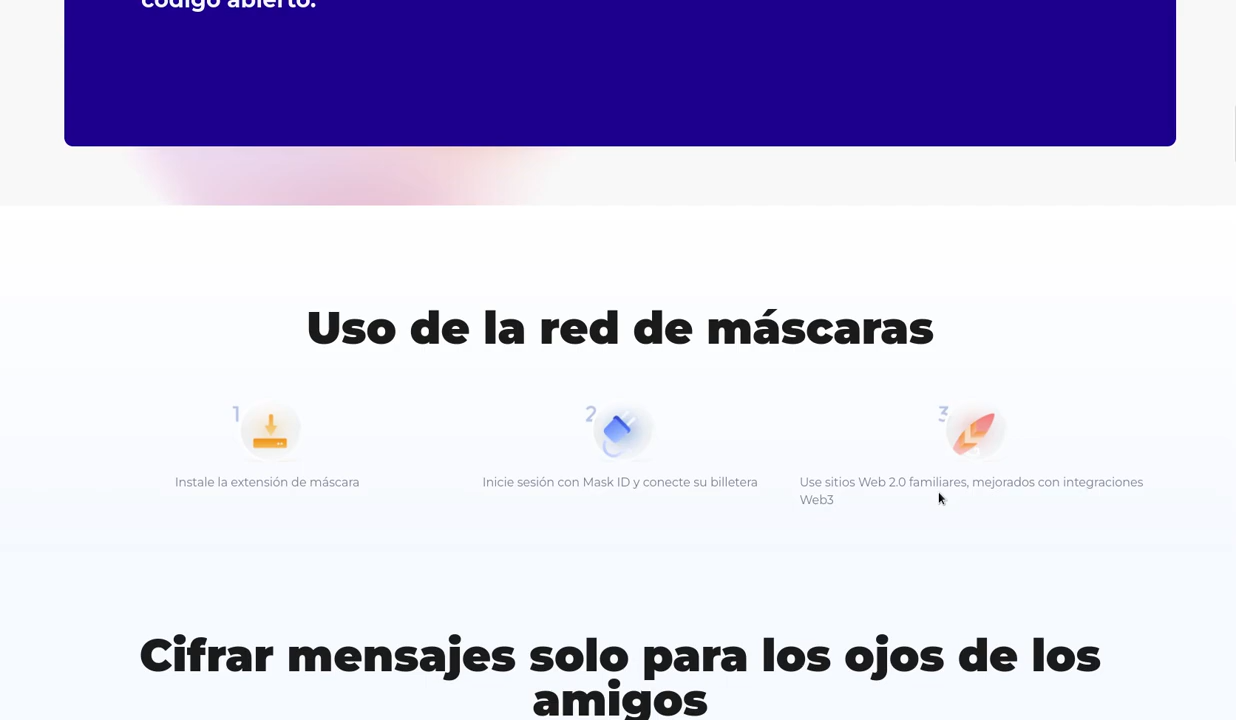 código abierto.
Uso de la red de máscaras
1
2
3
Instale la extensión de máscara
Inicie sesión con Mask ID y conecte su billetera
Use sitios Web 2.0 familiares, mejorados con integraciones
Web3
Cifrar mensajes solo para los ojos de los
amigos